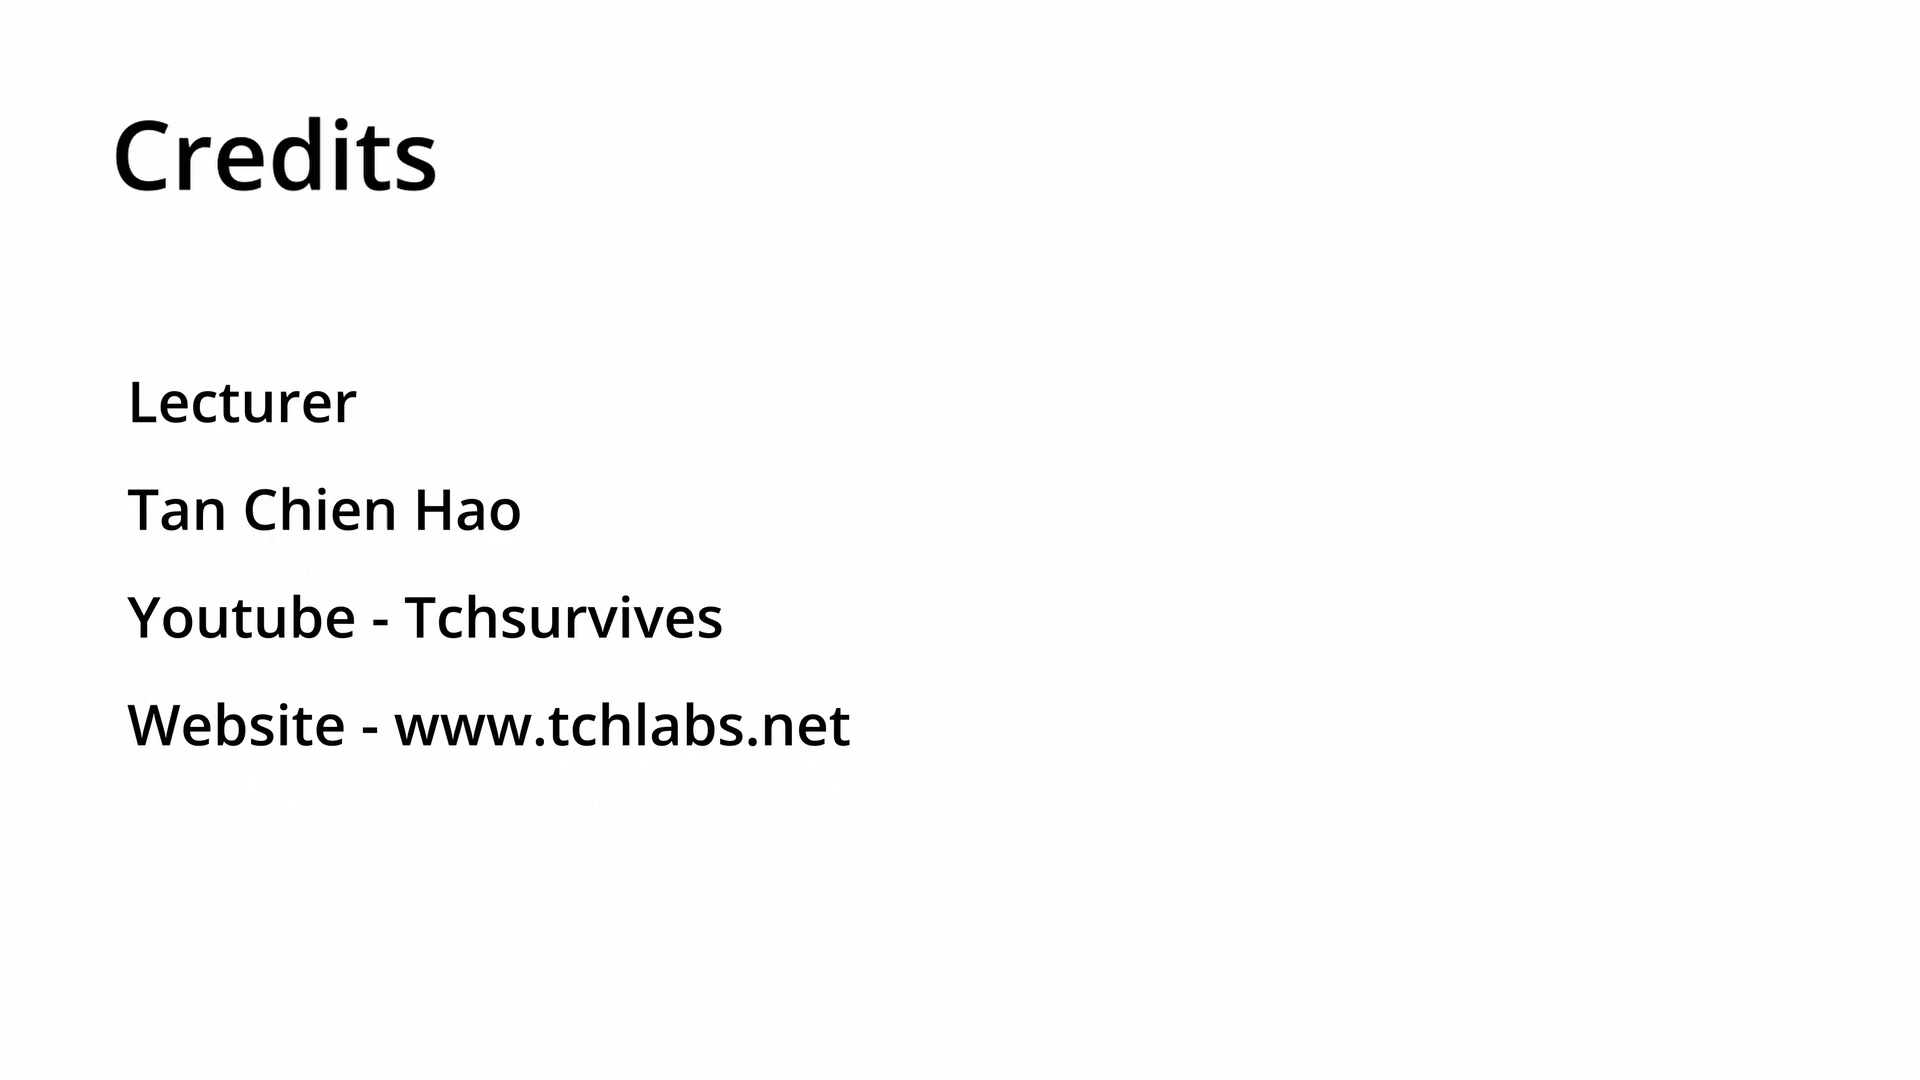 Credits
Lecturer
Tan Chien Hao
Youtube - Tchsurvives
Website - www.tchlabs.net